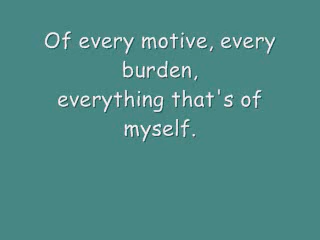 Of every motive, every
burden,
everything that's of
myself.